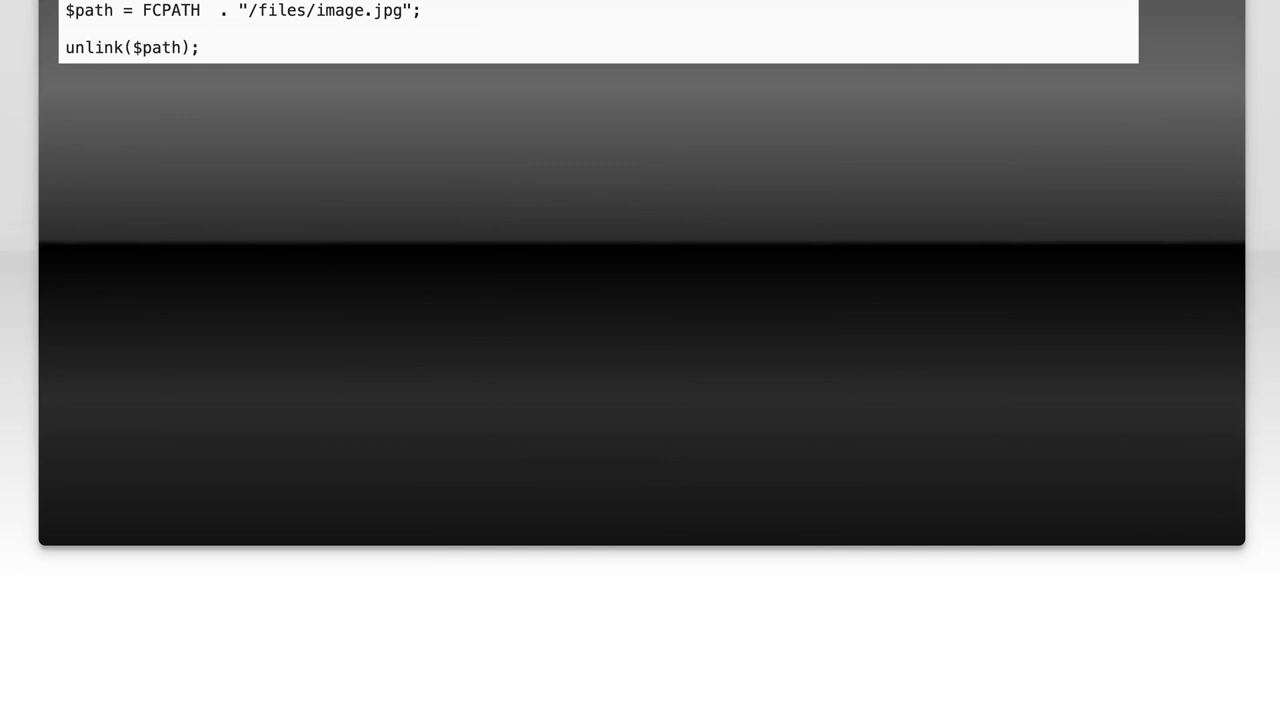 $path = FCPATH  . "/files/image.jpg";
unlink($path);